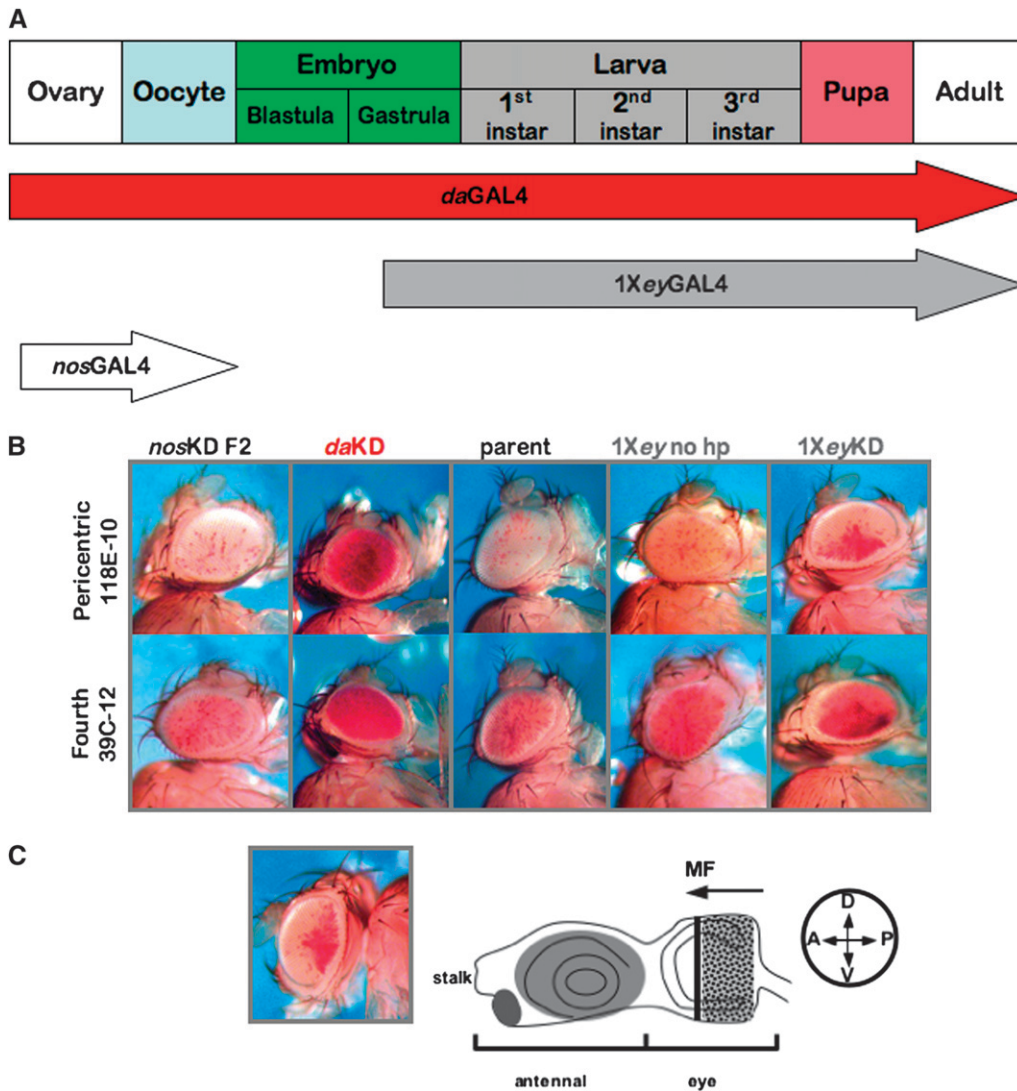 A
Ovary Oocyte Embryo Larva Pupa Adult
Blastula Gastrula 1st instar 2nd instar 3rd instar
daGAL4
1XeyGAL4
nosGAL4
B
nosKD F2 daKD parent 1Xey no hp 1XeyKD
Pericentric
118E-10
Fourth
39C-12
C
MF
D
A P
V
stalk
antennal eye